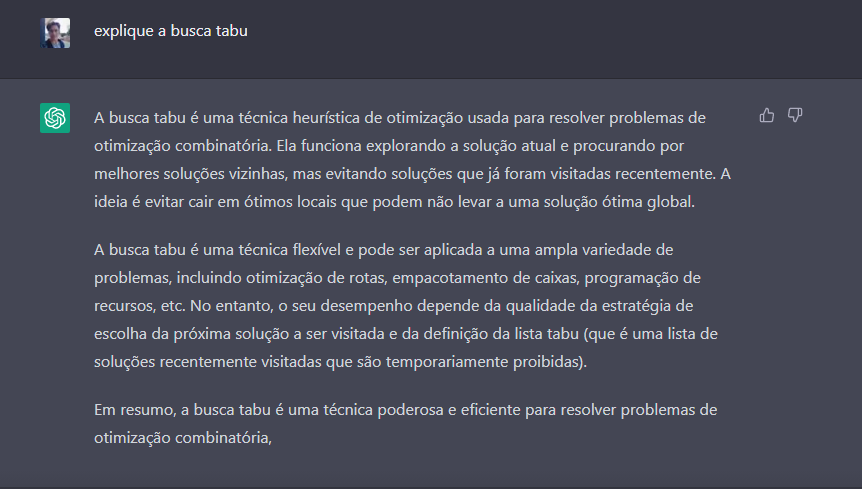 explique a busca tabu
A busca tabu é uma técnica heurística de otimização usada para resolver problemas de
otimização combinatória. Ela funciona explorando a solução atual e procurando por
melhores soluções vizinhas, mas evitando soluções que já foram visitadas recentemente. A
ideia é evitar cair em ótimos locais que podem não levar a uma solução ótima global.
A busca tabu é uma técnica flexível e pode ser aplicada a uma ampla variedade de
problemas, incluindo otimização de rotas, empacotamento de caixas, programação de
recursos, etc. No entanto, o seu desempenho depende da qualidade da estratégia de
escolha da próxima solução a ser visitada e da definição da lista tabu (que é uma lista de
soluções recentemente visitadas que são temporariamente proibidas).
Em resumo, a busca tabu é uma técnica poderosa e eficiente para resolver problemas de
otimização combinatória,